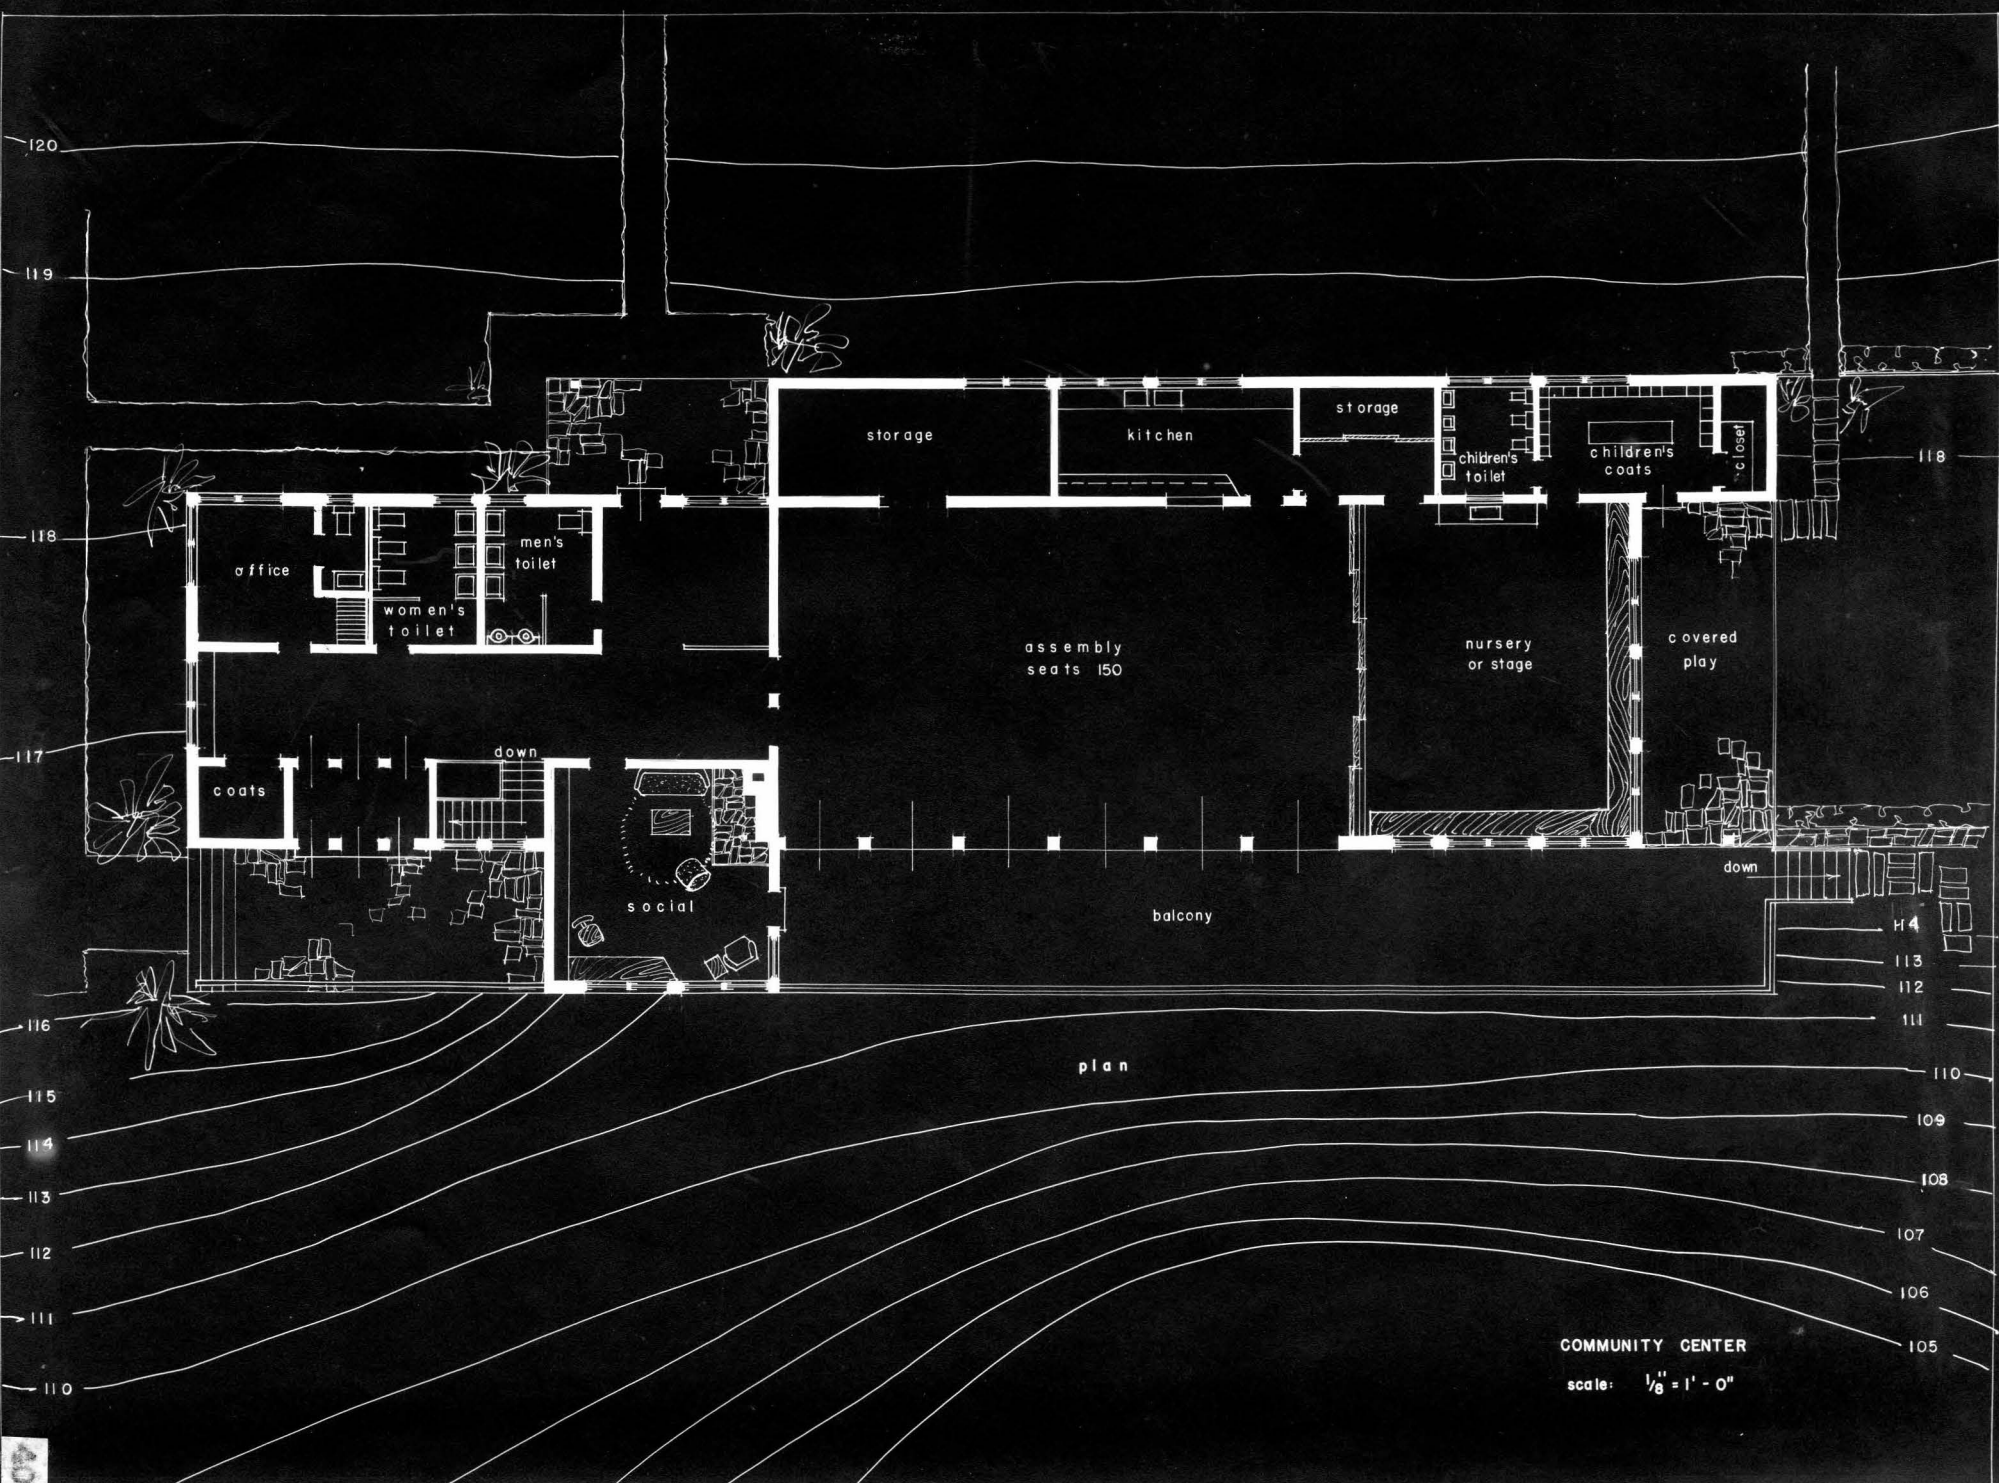 120
119
storage
kitchen
storage
children's
toilet
children's
coats
closet
118
118
office
men's
toilet
women's
toilet
assembly
seats 150
nursery
or stage
covered
play
117
down
coats
social
balcony
down
114
113
112
116
111
plan
115
110
114
109
113
108
112
107
111
106
110
105
COMMUNITY CENTER
scale: 1/8" = 1' - 0"